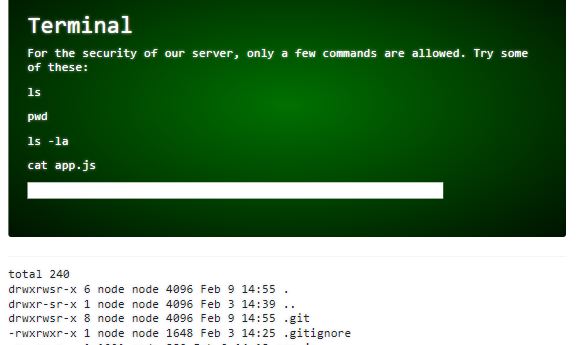 Terminal
For the security of our server, only a few commands are allowed. Try some
of these:
ls
pwd
ls -la
cat app.js
total 240
drwxrwsr-x 6 node node 4096 Feb 9 14:55 .
drwxr-sr-x 1 node node 4096 Feb 3 14:39 ..
drwxrwsr-x 8 node node 4096 Feb 9 14:55 .git
-rwxrwxr-x 1 node node 1648 Feb 3 14:25 .gitignore